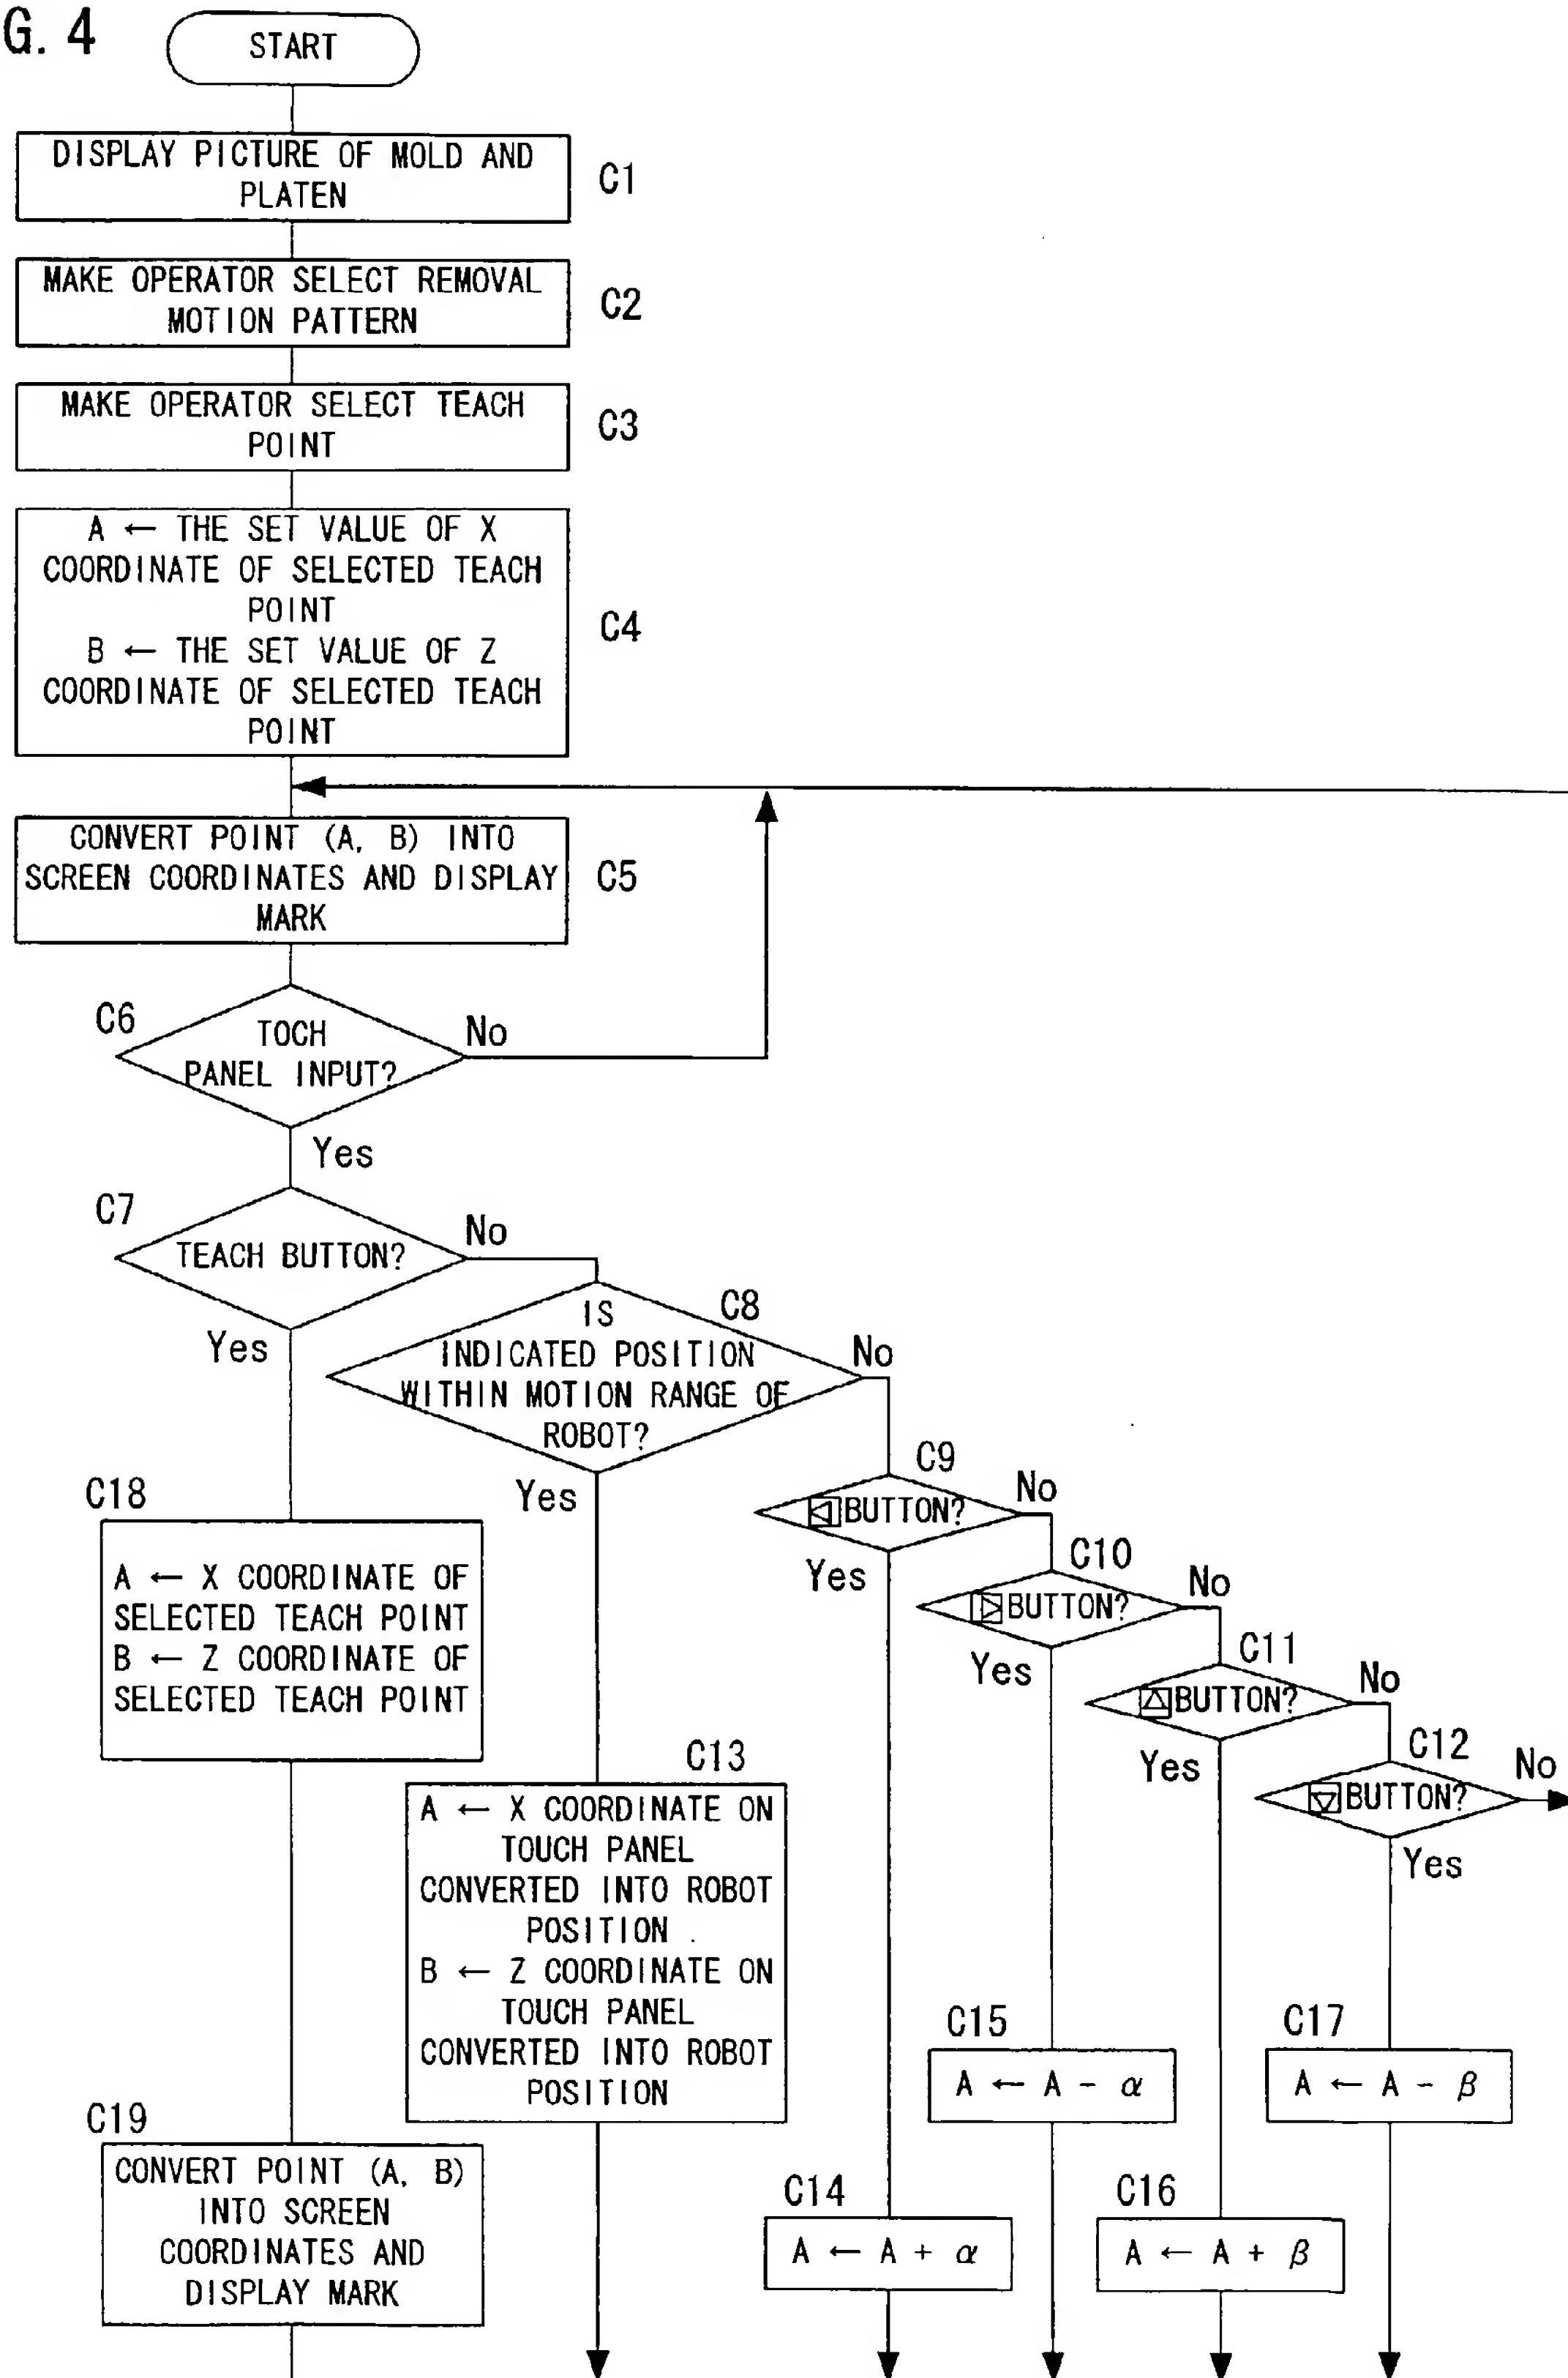 G. 4
START
DISPLAY PICTURE OF MOLD AND
PLATEN
C1
MAKE OPERATOR SELECT REMOVAL
MOTION PATTERN
C2
MAKE OPERATOR SELECT TEACH
POINT
C3
A ← THE SET VALUE OF X
COORDINATE OF SELECTED TEACH
POINT
B ← THE SET VALUE OF Z
COORDINATE OF SELECTED TEACH
POINT
C4
CONVERT POINT (A, B) INTO
SCREEN COORDINATES AND DISPLAY
MARK
C5
C6
TOCH
PANEL INPUT?
No
Yes
C7
TEACH BUTTON?
No
Yes
C8
IS
INDICATED POSITION
WITHIN MOTION RANGE OF
ROBOT?
No
Yes
C9
◁ BUTTON?
No
Yes
C10
▷ BUTTON?
No
Yes
C11
△ BUTTON?
No
Yes
C12
▽ BUTTON?
No
Yes
C18
A ← X COORDINATE OF
SELECTED TEACH POINT
B ← Z COORDINATE OF
SELECTED TEACH POINT
C13
A ← X COORDINATE ON
TOUCH PANEL
CONVERTED INTO ROBOT
POSITION
B ← Z COORDINATE ON
TOUCH PANEL
CONVERTED INTO ROBOT
POSITION
C15
A ← A - α
C17
A ← A - β
C19
CONVERT POINT (A, B)
INTO SCREEN
COORDINATES AND
DISPLAY MARK
C14
A ← A + α
C16
A ← A + β